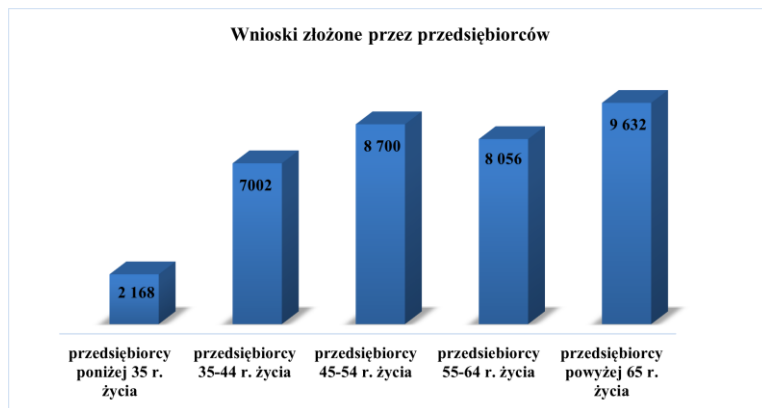 Wnioski złożone przez przedsiębiorców
2 168
7002
8 700
8 056
9 632
przedsiębiorcy
poniżej 35 r.
życia
przedsiębiorcy
35-44 r. życia
przedsiębiorcy
45-54 r. życia
przedsiębiorcy
55-64 r. życia
przedsiębiorcy
powyżej 65 r.
życia